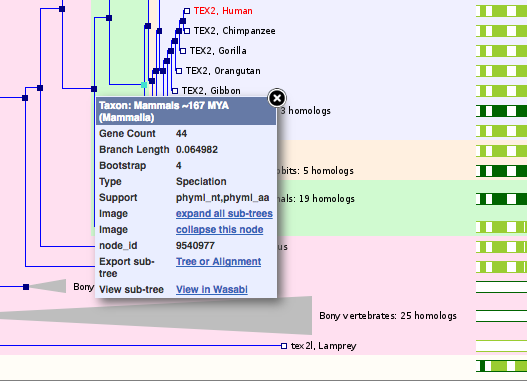 TEX2, Human
TEX2, Chimpanzee
TEX2, Gorilla
TEX2, Orangutan
TEX2, Gibbon
Taxon: Mammals ~167 MYA
(Mammalia)
3 homologs
Gene Count 44
Branch Length 0.064982
Bootstrap 4
bits: 5 homologs
Type Speciation
Support phyml_nt,phyml_aa
als: 19 homologs
Image expand all sub-trees
Image collapse this node
node_id 9540977
us
Export sub-
tree Tree or Alignment
Bony
View sub-tree View in Wasabi
Bony vertebrates: 25 homologs
tex2l, Lamprey